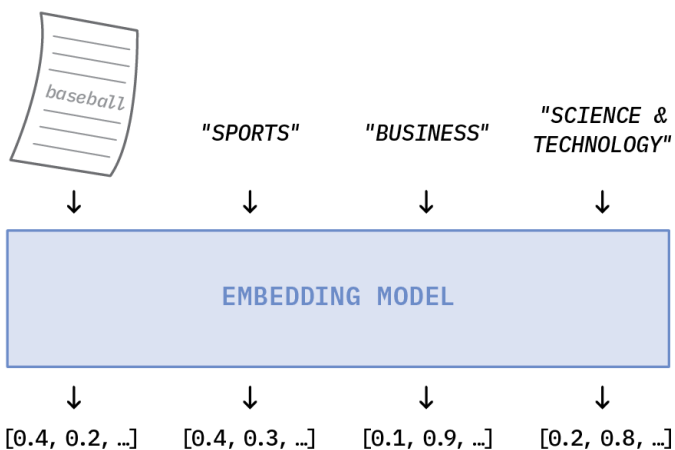 baseball
"SPORTS"
"BUSINESS"
"SCIENCE &
TECHNOLOGY"
EMBEDDING MODEL
[0.4, 0.2, …]
[0.4, 0.3, …]
[0.1, 0.9, …]
[0.2, 0.8, …]